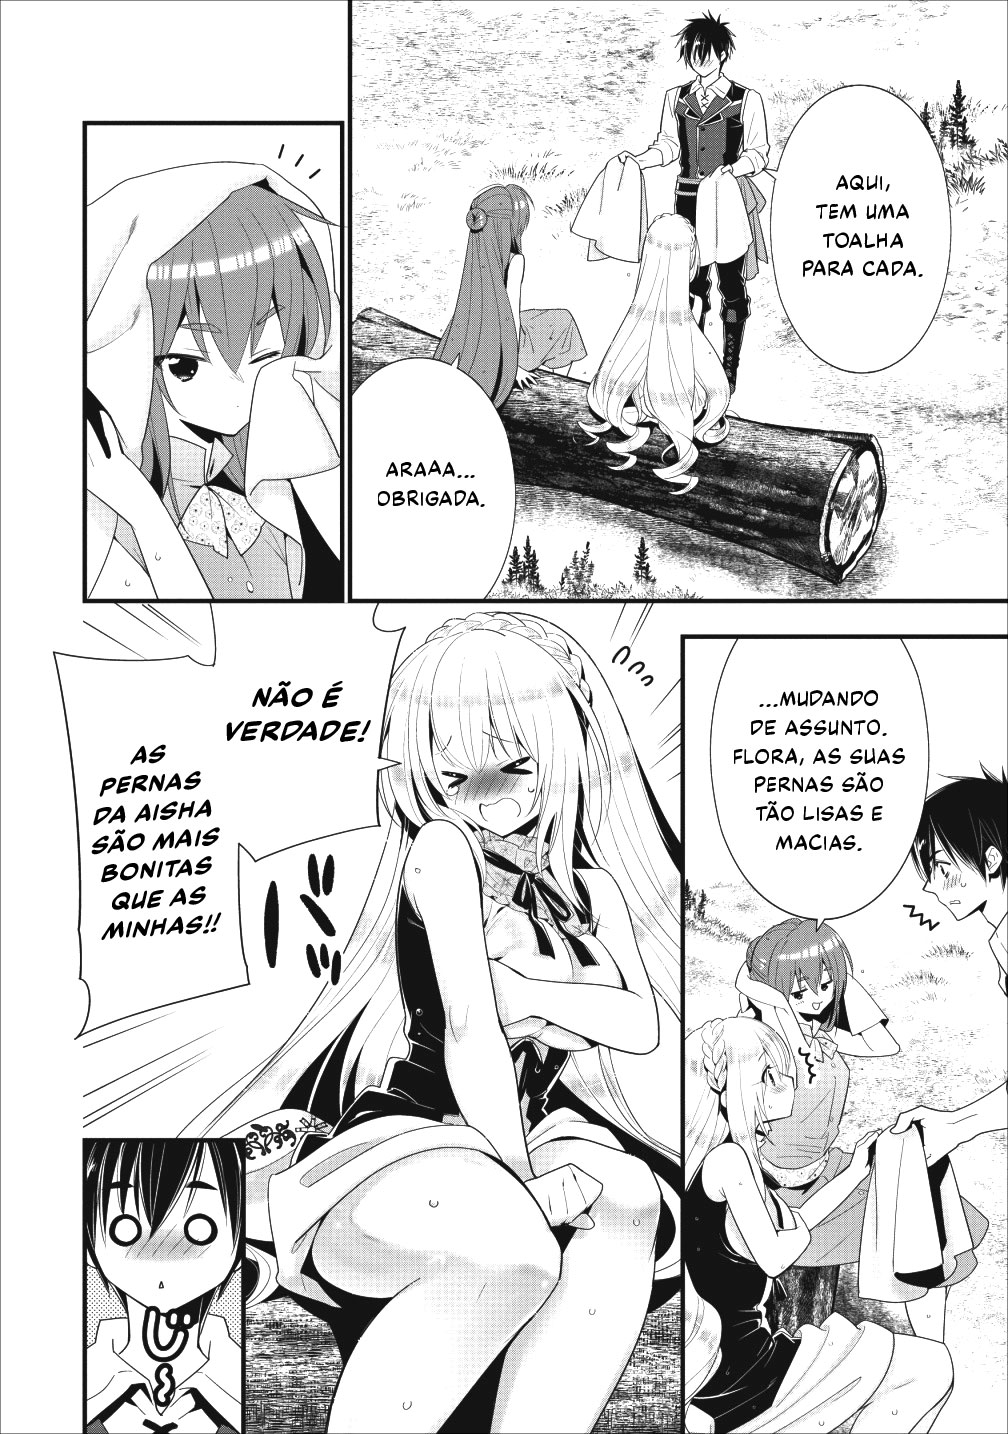 AQUI,
TEM UMA
TOALHA
PARA CADA.
ARAAA...
OBRIGADA.
...MUDANDO
DE ASSUNTO.
FLORA, AS SUAS
PERNAS SÃO
TÃO LISAS E
MACIAS.
NÃO É
VERDADE!
AS
PERNAS
DA AISHA
SÃO MAIS
BONITAS
QUE AS
MINHAS!!
じ
〜